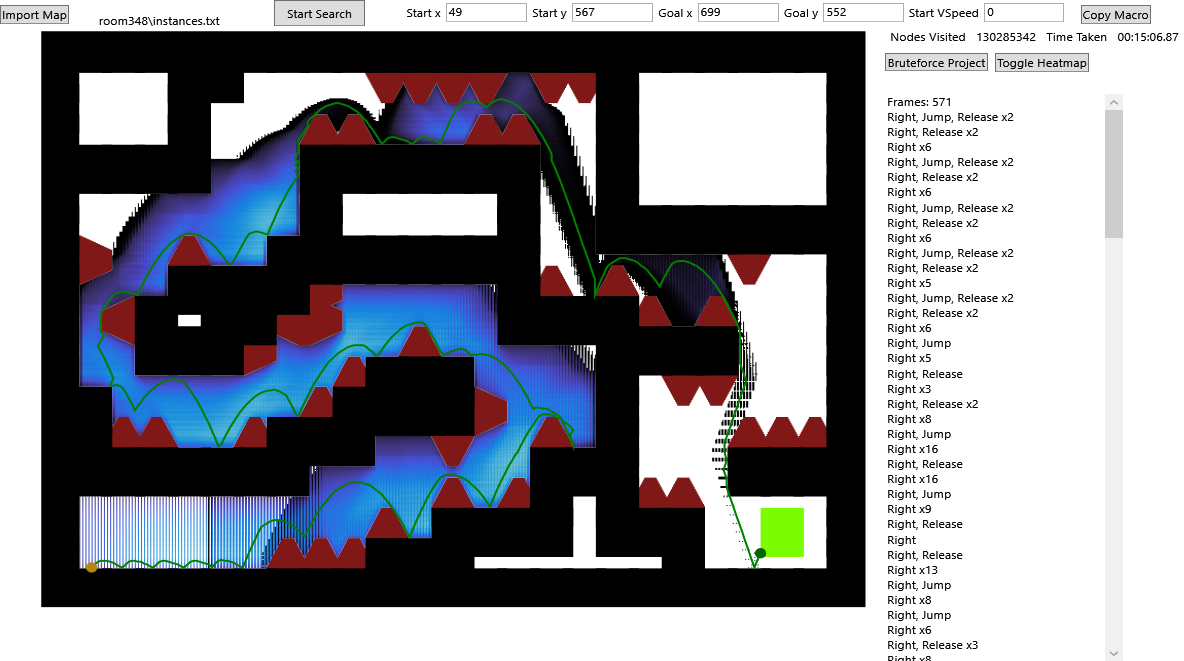 Import Map
room348\instances.txt
Start Search
Start x 49 Start y 567 Goal x 699 Goal y 552 Start VSpeed 0
Copy Macro
Nodes Visited 130285342 Time Taken 00:15:06.87
Bruteforce Project Toggle Heatmap
Frames: 571
Right, Jump, Release x2
Right, Release x2
Right x6
Right, Jump, Release x2
Right, Release x2
Right x6
Right, Jump, Release x2
Right, Release x2
Right x6
Right, Jump, Release x2
Right, Release x2
Right x5
Right, Jump, Release x2
Right, Release x2
Right x6
Right, Jump
Right x5
Right, Release
Right x3
Right, Release x2
Right x8
Right, Jump
Right x16
Right, Release
Right x16
Right, Jump
Right x9
Right, Release
Right
Right, Release
Right x13
Right, Jump
Right x8
Right, Jump
Right x6
Right, Release x3
Right x8